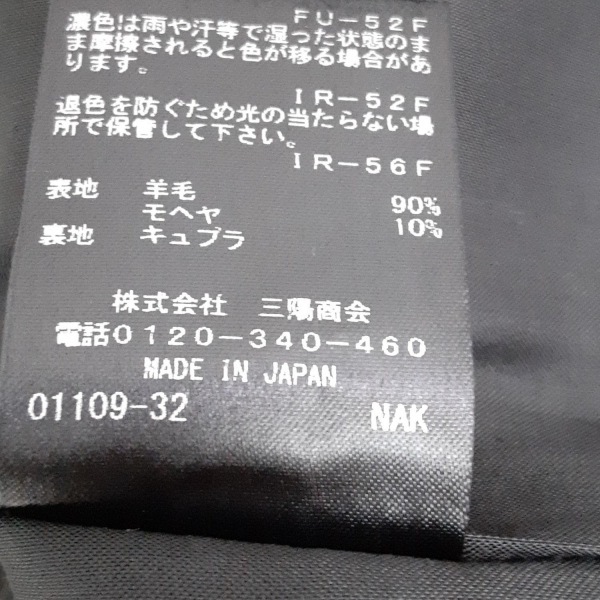 FU-52F
濃色は雨や汗等で湿った状態のま
ま摩擦されると色が移る場合があ
ります。
IR-52F
退色を防ぐため光の当たらない場
所で保管して下さい。
IR-56F
表地 羊毛 90%
モヘヤ 10%
裏地 キュプラ
株式会社 三陽商会
電話0120-340-460
MADE IN JAPAN
01109-32 NAK